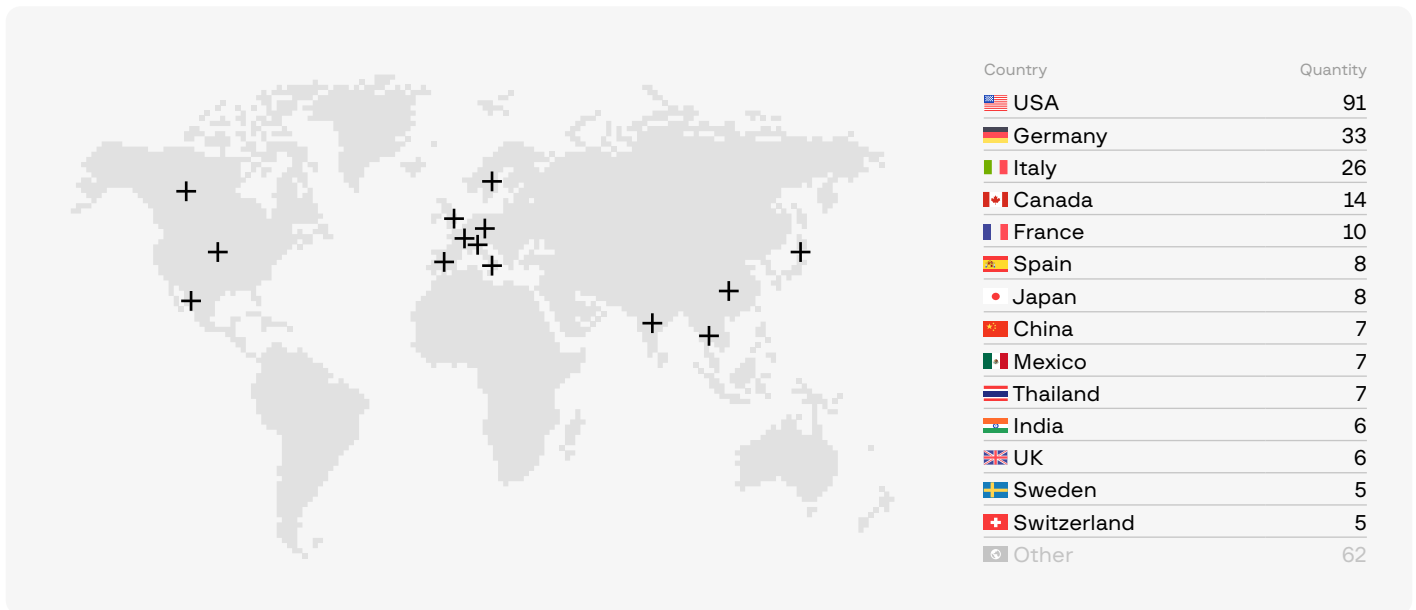 Country Quantity
USA 91
Germany 33
Italy 26
Canada 14
France 10
Spain 8
Japan 8
China 7
Mexico 7
Thailand 7
India 6
UK 6
Sweden 5
Switzerland 5
Other 62